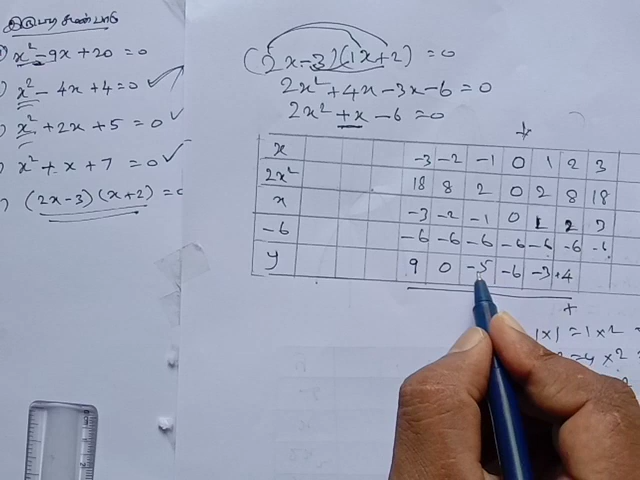 x² - 9x + 20 = 0
x² - 4x + 4 = 0 ✓
x² + 2x + 5 = 0 ✓
x² + x + 7 = 0 ✓
(2x-3)(x+2) = 0
(2x-3)(1x+2) = 0
2x² + 4x - 3x - 6 = 0
2x² + x - 6 = 0
x -3 -2 -1 0 1 2 3
2x² 18 8 2 0 2 8 18
x -3 -2 -1 0 1 2 3
-6 -6 -6 -6 -6 -6 -6
y 9 0 -5 -6 -3 +4
1x1 = 1x2 =